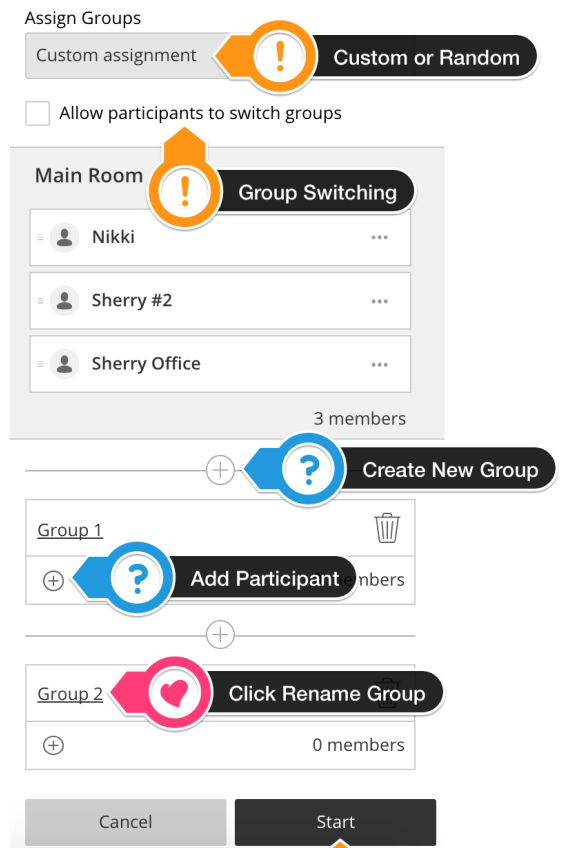 Assign Groups
Custom assignment
Custom or Random
Allow participants to switch groups
Main Room
Group Switching
Nikki
Sherry #2
Sherry Office
3 members
Create New Group
Group 1
Add Participant
Group 2
Click Rename Group
0 members
Cancel
Start